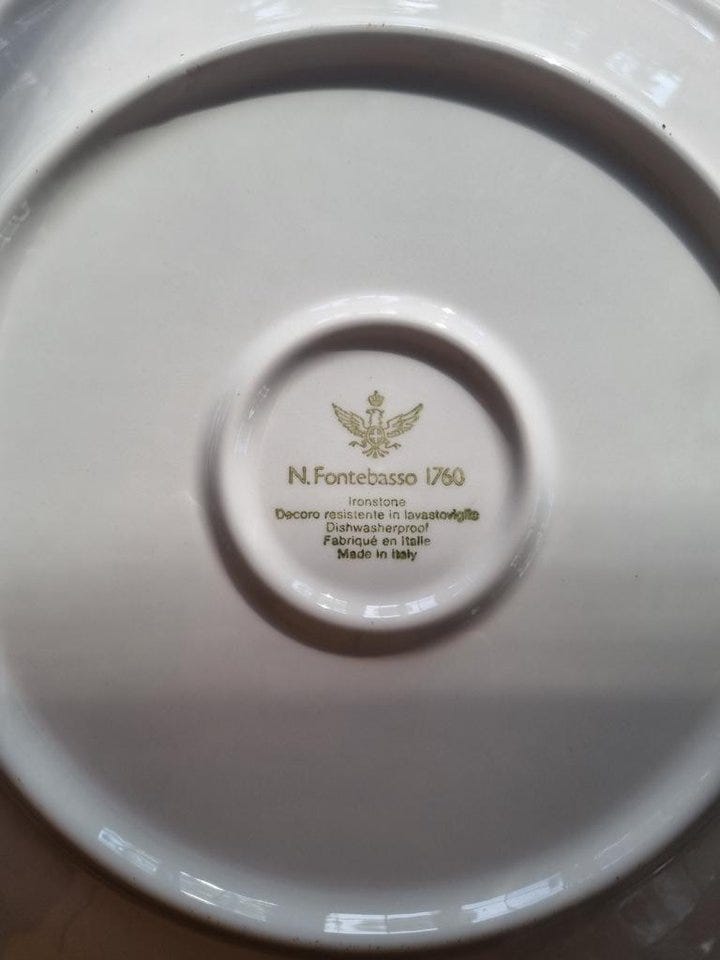 N. Fontebasso 1760
Ironstone
Decoro resistente in lavastoviglie
Dishwasherproof
Fabriqué en Italie
Made in Italy